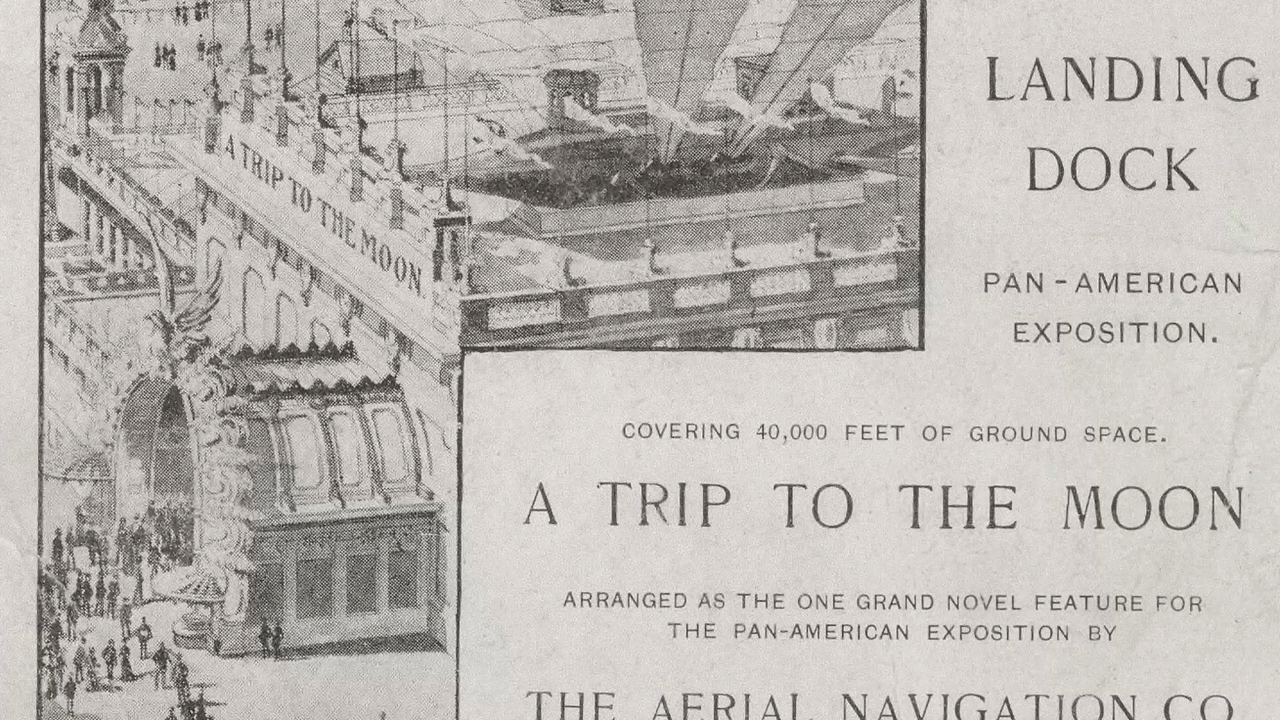 LANDING
DOCK
A TRIP TO THE MOON
PAN-AMERICAN
EXPOSITION.
COVERING 40,000 FEET OF GROUND SPACE.
A TRIP TO THE MOON
ARRANGED AS THE ONE GRAND NOVEL FEATURE FOR
THE PAN-AMERICAN EXPOSITION BY
THE AERIAL NAVIGATION CO